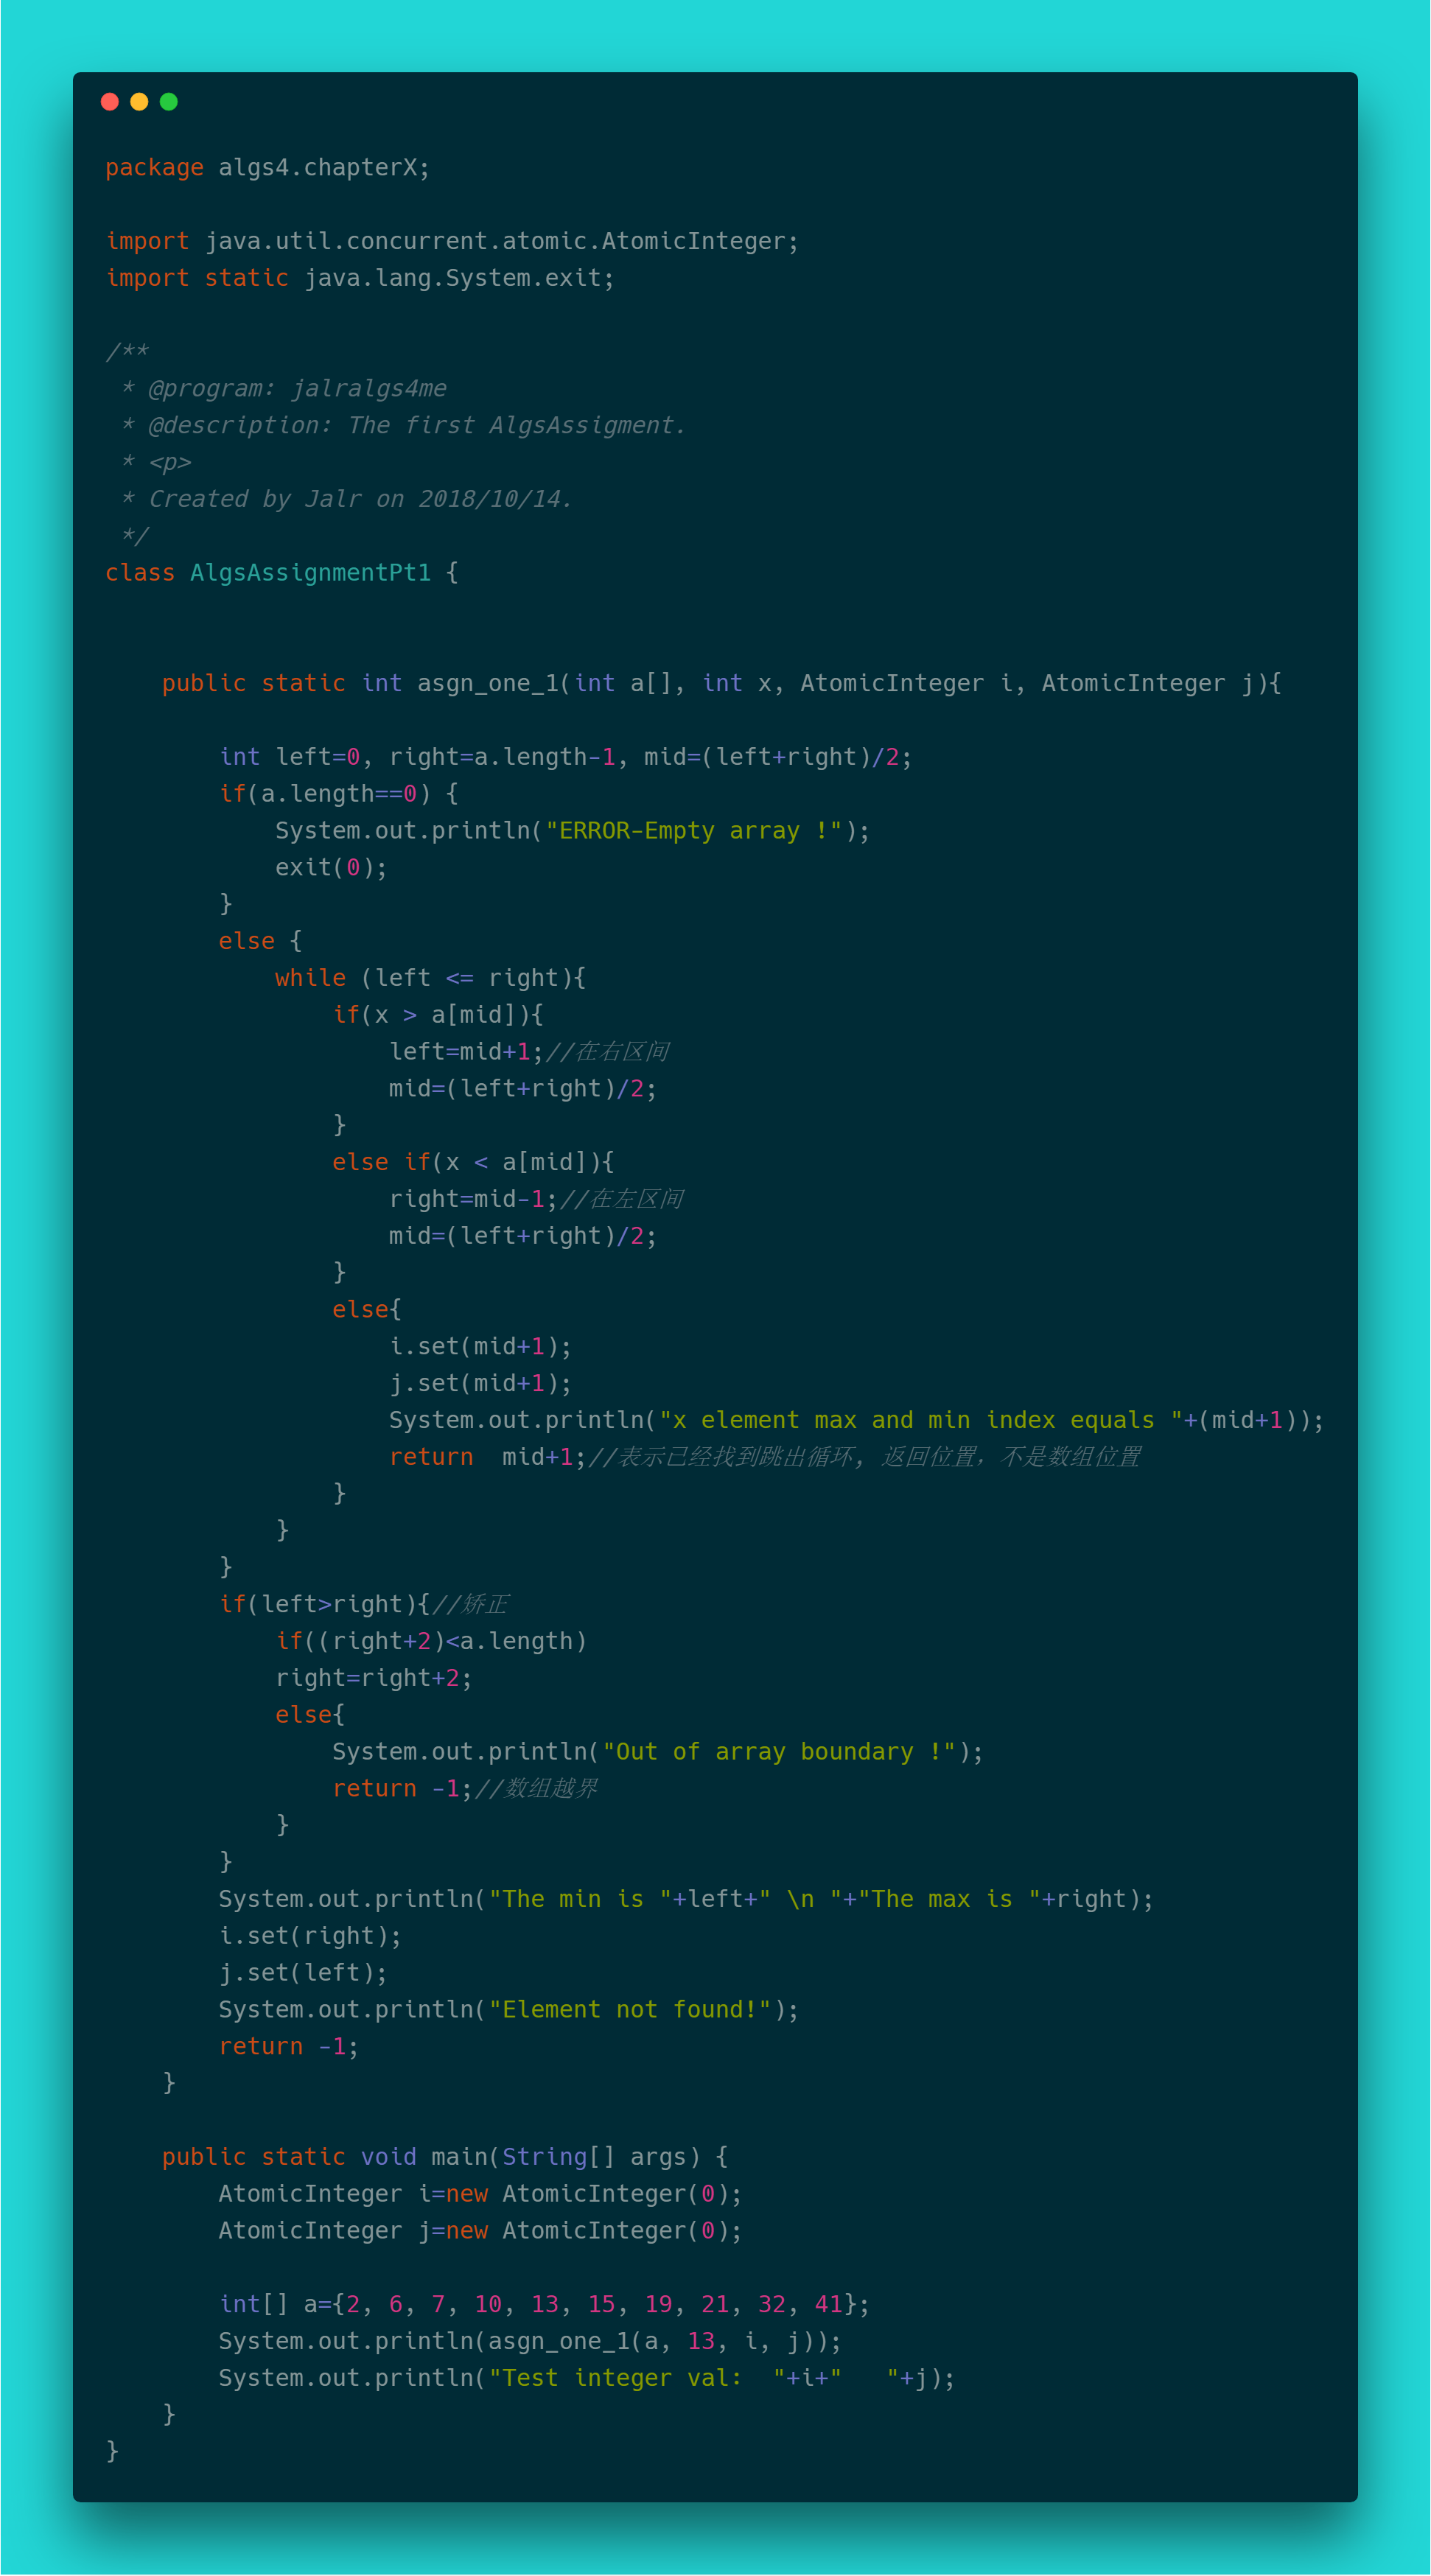 package algs4.chapterX;
import java.util.concurrent.atomic.AtomicInteger;
import static java.lang.System.exit;
/**
 * @program: jalralgs4me
 * @description: The first AlgsAssigment.
 * <p>
 * Created by Jalr on 2018/10/14.
 */
class AlgsAssignmentPt1 {
    public static int asgn_one_1(int a[], int x, AtomicInteger i, AtomicInteger j){
        int left=0, right=a.length-1, mid=(left+right)/2;
        if(a.length==0) {
            System.out.println("ERROR-Empty array !");
            exit(0);
        }
        else {
            while (left <= right){
                if(x > a[mid]){
                    left=mid+1;//在右区间
                    mid=(left+right)/2;
                }
                else if(x < a[mid]){
                    right=mid-1;//在左区间
                    mid=(left+right)/2;
                }
                else{
                    i.set(mid+1);
                    j.set(mid+1);
                    System.out.println("x element max and min index equals "+(mid+1));
                    return  mid+1;//表示已经找到跳出循环, 返回位置，不是数组位置
                }
            }
        }
        if(left>right){//矫正
            if((right+2)<a.length)
            right=right+2;
            else{
                System.out.println("Out of array boundary !");
                return -1;//数组越界
            }
        }
        System.out.println("The min is "+left+" \n "+"The max is "+right);
        i.set(right);
        j.set(left);
        System.out.println("Element not found!");
        return -1;
    }
    public static void main(String[] args) {
        AtomicInteger i=new AtomicInteger(0);
        AtomicInteger j=new AtomicInteger(0);
        int[] a={2, 6, 7, 10, 13, 15, 19, 21, 32, 41};
        System.out.println(asgn_one_1(a, 13, i, j));
        System.out.println("Test integer val:  "+i+"   "+j);
    }
}